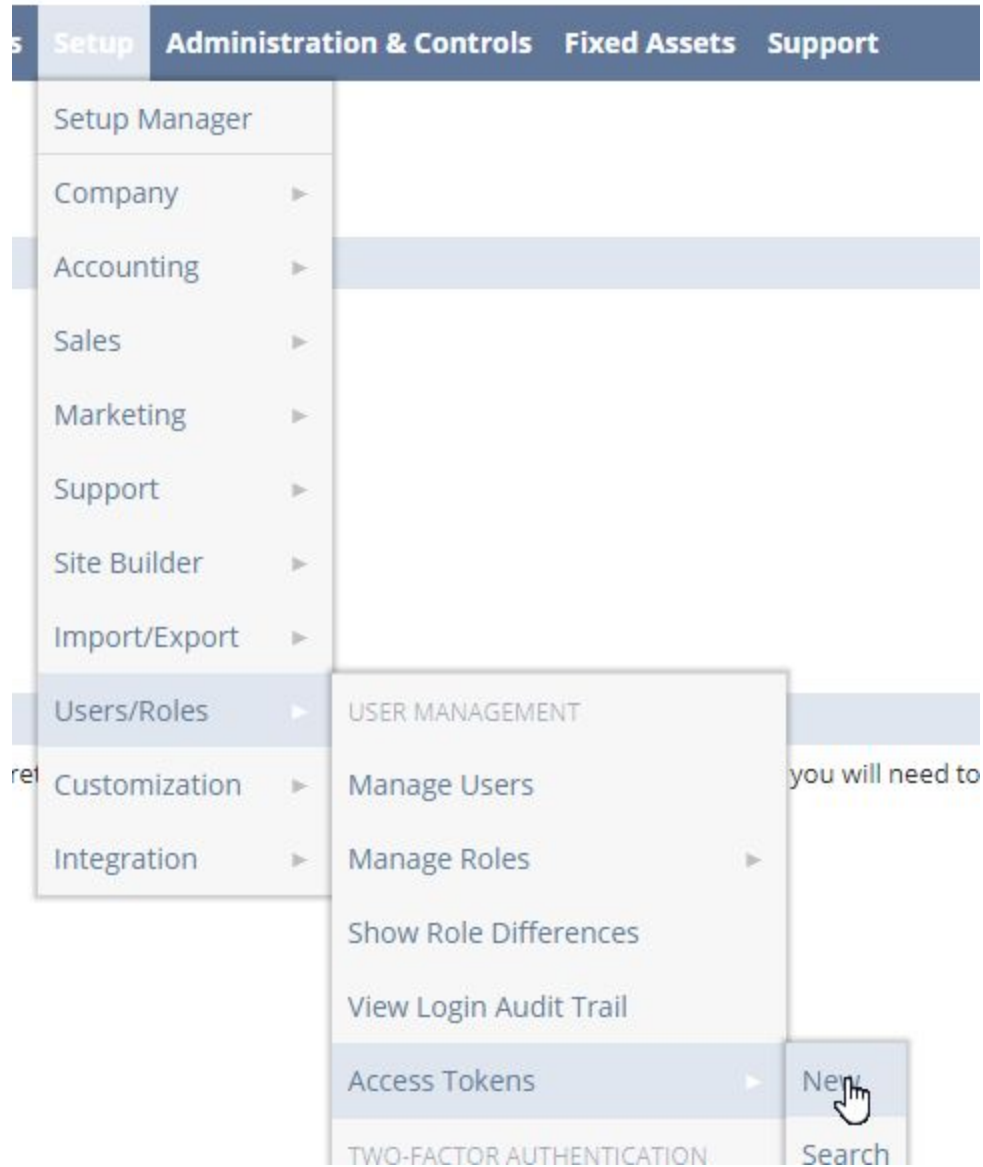 s Setup Administration & Controls Fixed Assets Support
Setup Manager
Company
Accounting
Sales
Marketing
Support
Site Builder
Import/Export
Users/Roles
USER MANAGEMENT
ret Customization
Manage Users
you will need to
Integration
Manage Roles
Show Role Differences
View Login Audit Trail
Access Tokens
New
TWO-FACTOR AUTHENTICATION
Search